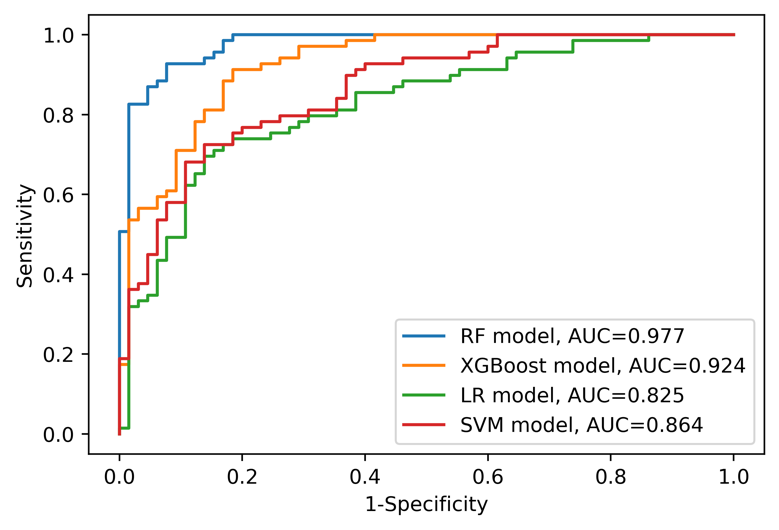 1.0
0.8
0.6
0.4
0.2
0.0
Sensitivity
RF model, AUC=0.977
XGBoost model, AUC=0.924
LR model, AUC=0.825
SVM model, AUC=0.864
0.0 0.2 0.4 0.6 0.8 1.0
1-Specificity